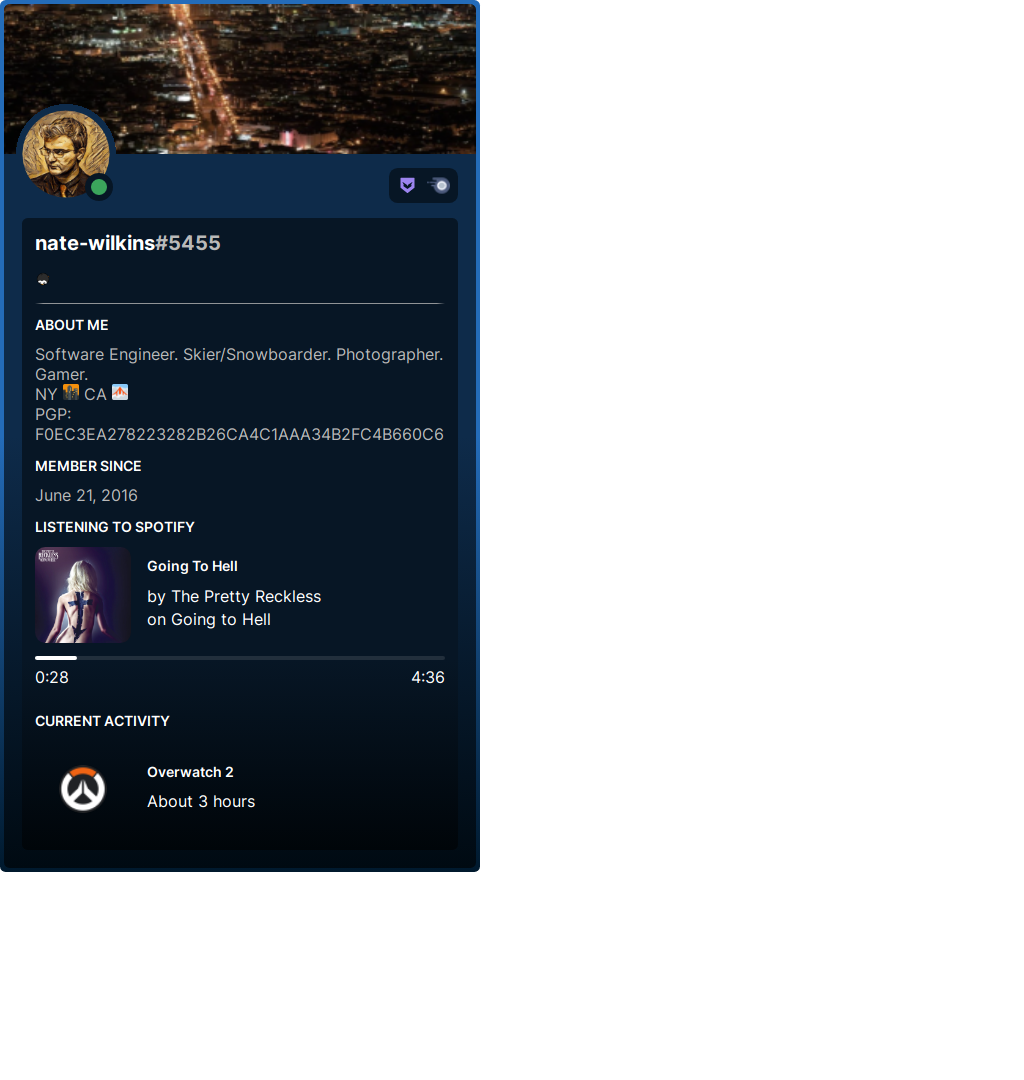 nate-wilkins#5455
ABOUT ME
Software Engineer. Skier/Snowboarder. Photographer.
Gamer.
NY CA
PGP:
F0EC3EA278223282B26CA4C1AAA34B2FC4B660C6
MEMBER SINCE
June 21, 2016
LISTENING TO SPOTIFY
RECKLESS
Going To Hell
by The Pretty Reckless
on Going to Hell
0:28 4:36
CURRENT ACTIVITY
Overwatch 2
About 3 hours